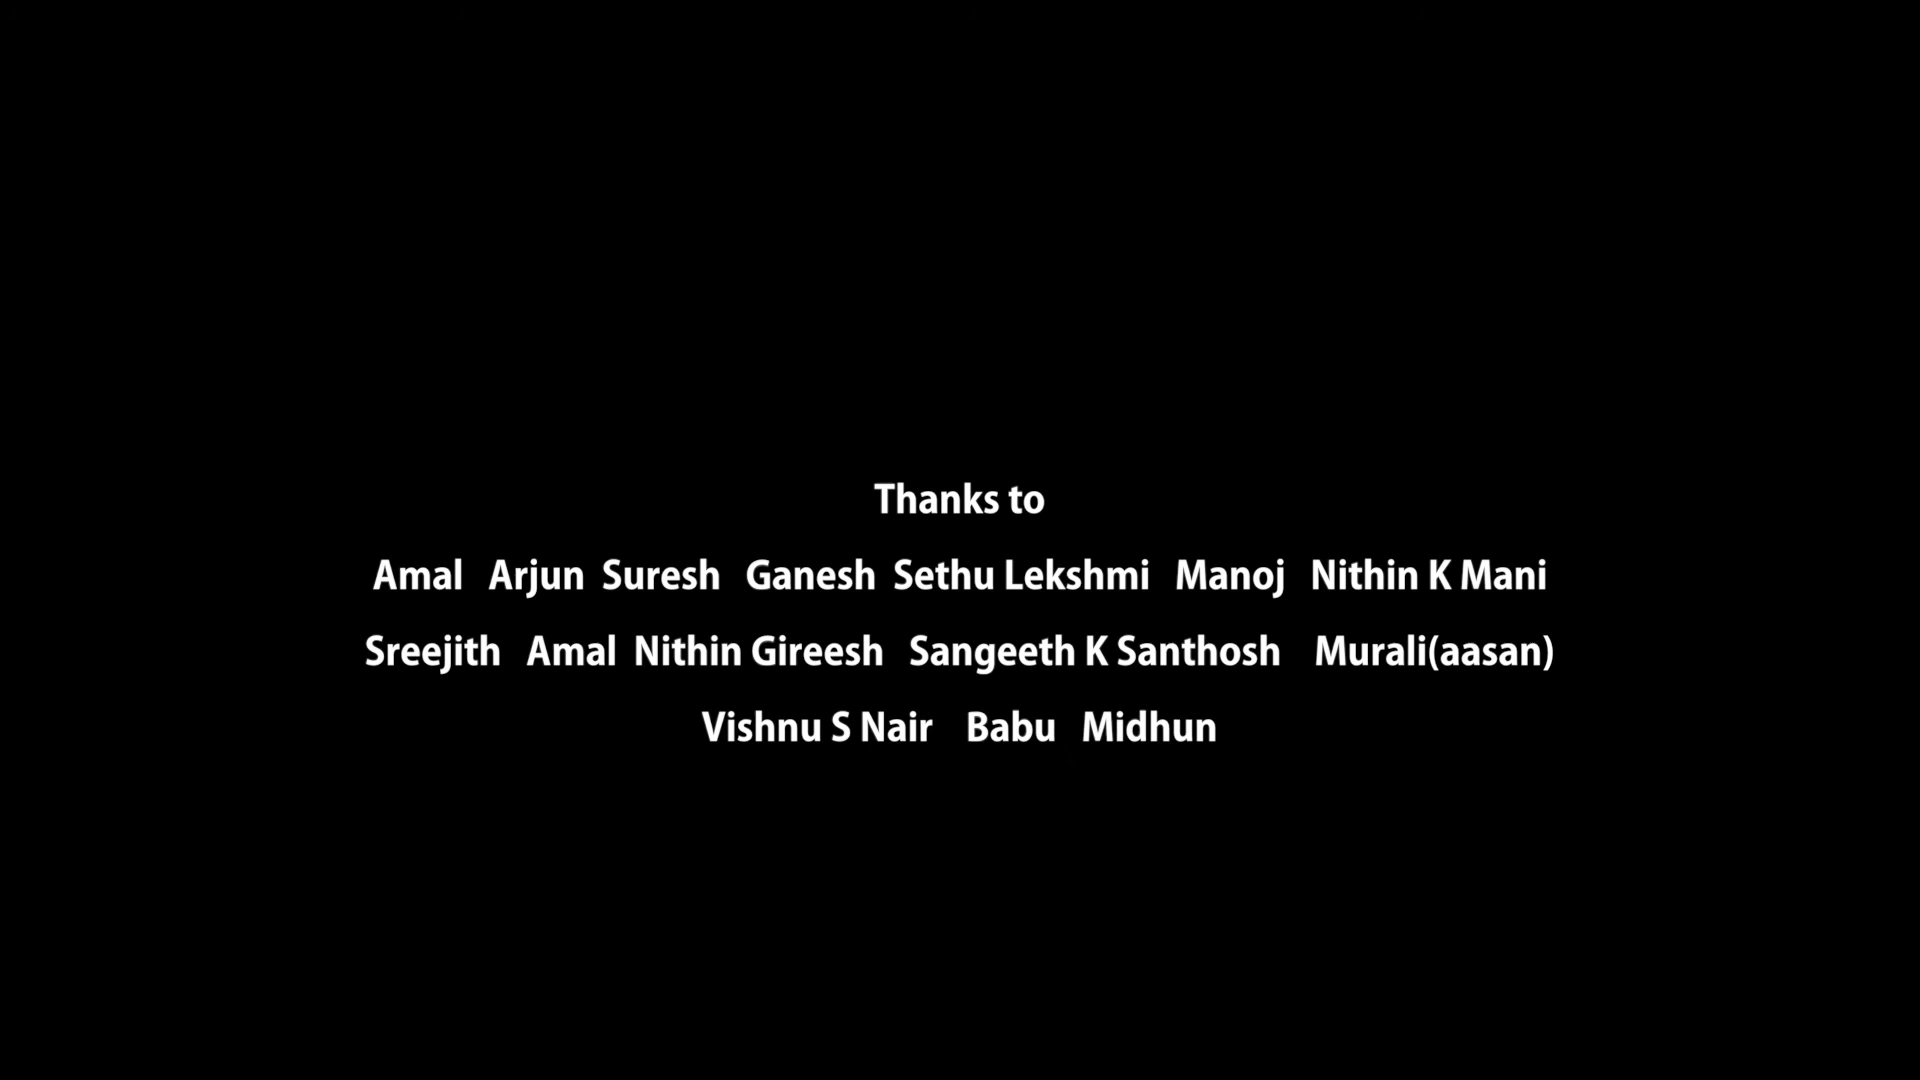 Thanks to
Amal Arjun Suresh Ganesh Sethu Lekshmi Manoj Nithin K Mani
Sreejith Amal Nithin Gireesh Sangeeth K Santhosh Murali(aasan)
Vishnu S Nair Babu Midhun